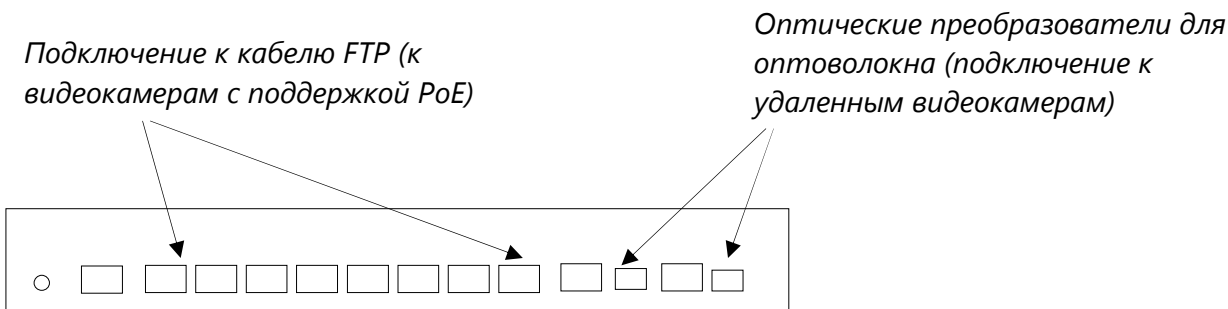 Подключение к кабелю FTP (к
видеокамерам с поддержкой PoE)
Оптические преобразователи для
оптоволокна (подключение к
удаленным видеокамерам)